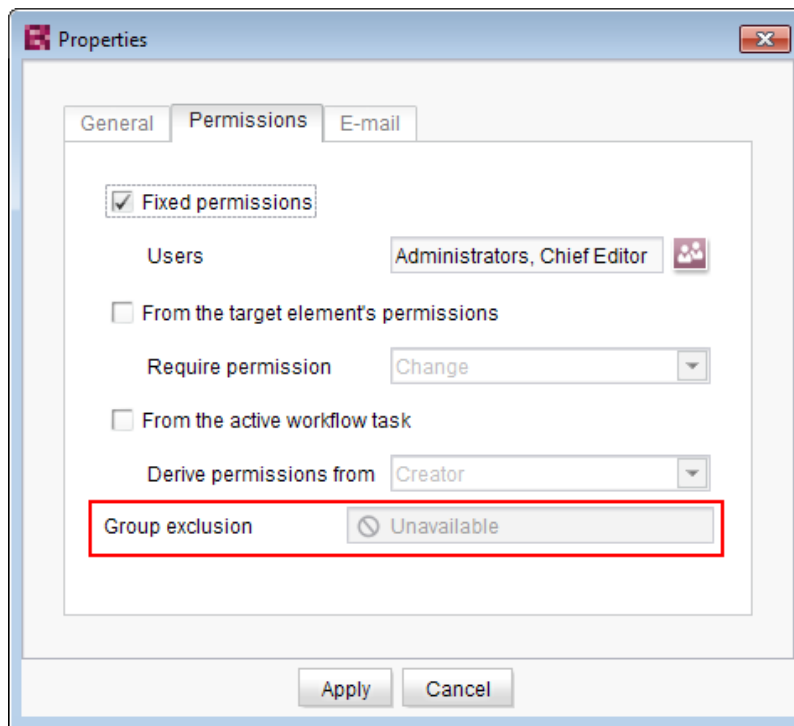 Properties
General Permissions E-mail
Fixed permissions
Users Administrators, Chief Editor
From the target element's permissions
Require permission Change
From the active workflow task
Derive permissions from Creator
Group exclusion Unavailable
Apply Cancel